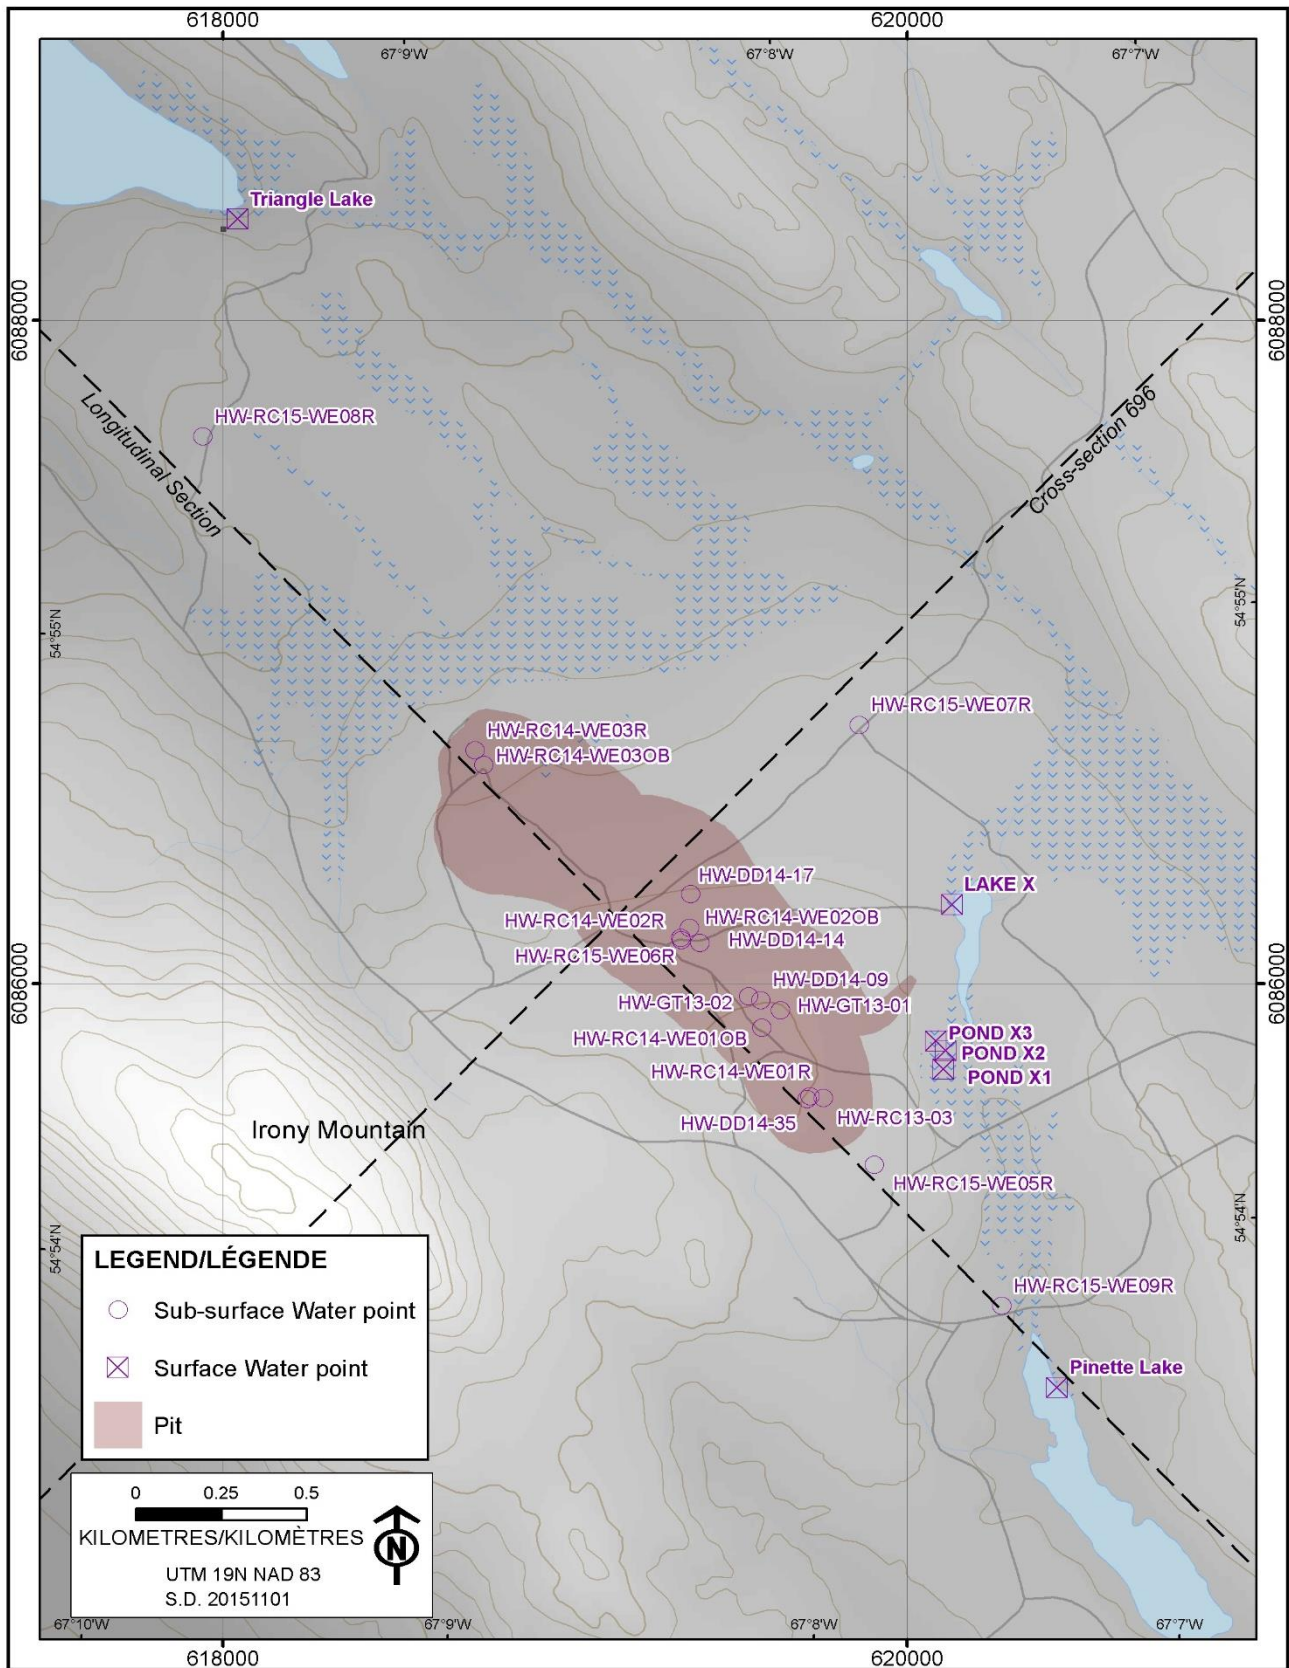 618000
620000
67°9'W
67°8'W
67°7'W
Triangle Lake
6088000
6088000
HW-RC15-WE08R
Longitudinal Section
Cross-section 696
54°55'N
54°55'N
HW-RC15-WE07R
HW-RC14-WE03R
HW-RC14-WE03OB
HW-DD14-17
LAKE X
HW-RC14-WE02R
HW-RC14-WE02OB
HW-DD14-14
HW-RC15-WE06R
6086000
6086000
HW-DD14-09
HW-GT13-02
HW-GT13-01
HW-RC14-WE01OB
POND X3
POND X2
POND X1
HW-RC14-WE01R
HW-DD14-35
HW-RC13-03
Irony Mountain
HW-RC15-WE05R
54°54'N
54°54'N
HW-RC15-WE09R
Pinette Lake
LEGEND/LÉGENDE
Sub-surface Water point
Surface Water point
Pit
0 0.25 0.5
KILOMETRES/KILOMÈTRES
N
UTM 19N NAD 83
S.D. 20151101
67°10'W
67°9'W
67°8'W
67°7'W
618000
620000